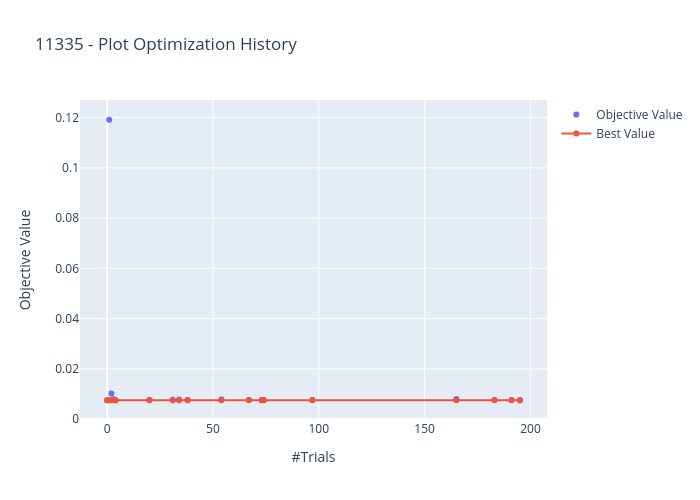 11335 - Plot Optimization History
Objective Value
Best Value
0.12
0.1
0.08
0.06
0.04
0.02
0
Objective Value
0
50
100
150
200
#Trials